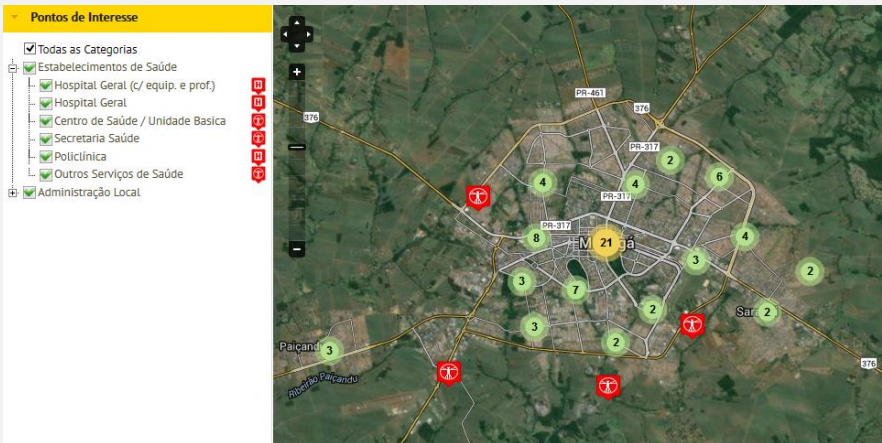 Pontos de Interesse
Todas as Categorias
Estabelecimentos de Saúde
Hospital Geral (c/ equip. e prof.)
H
Hospital Geral
H
Centro de Saúde / Unidade Basica
Secretaria Saúde
Policlínica
H
Outros Serviços de Saúde
Administração Local
PR-461
376
376
PR-317
2
4
4
6
PR-317
PR-317
8
21
4
3
2
3
7
2
Sara
2
3
2
Paiçandu
3
376
Ribeirão Paiçandu